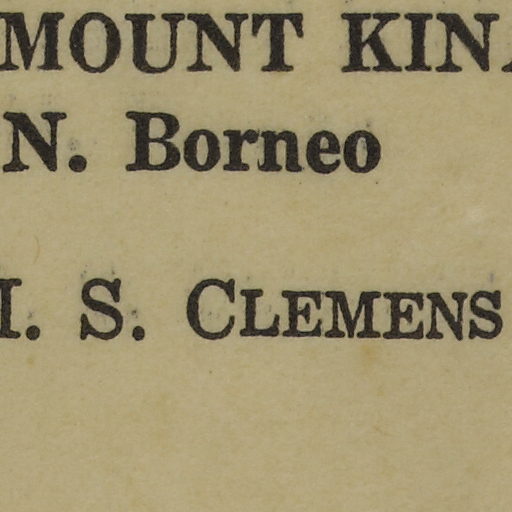 MOUNT KINA
N. Borneo
I. S. CLEMENS